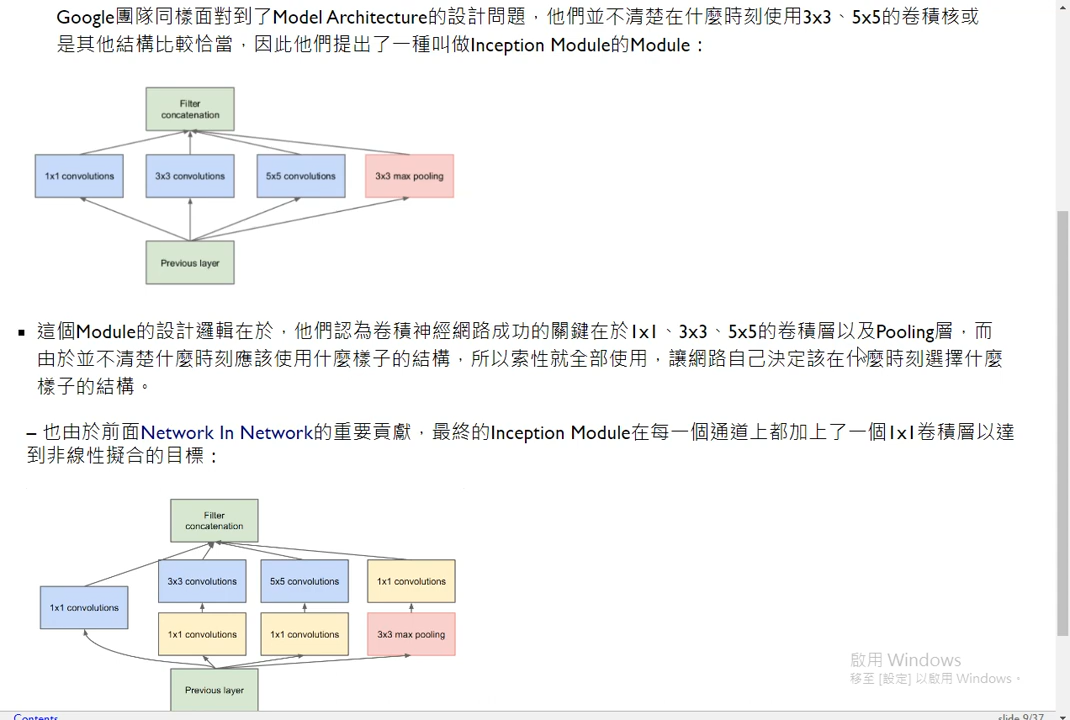 Google團隊同樣面對到了Model Architecture的設計問題，他們並不清楚在什麼時刻使用3x3、5x5的卷積核或
是其他結構比較恰當，因此他們提出了一種叫做Inception Module的Module：
Filter
concatenation
1x1 convolutions
3x3 convolutions
5x5 convolutions
3x3 max pooling
Previous layer
▪ 這個Module的設計邏輯在於，他們認為卷積神經網路成功的關鍵在於1x1、3x3、5x5的卷積層以及Pooling層，而
由於並不清楚什麼時刻應該使用什麼樣子的結構，所以索性就全部使用，讓網路自己決定該在什麼時刻選擇什麼
樣子的結構。
– 也由於前面Network In Network的重要貢獻，最終的Inception Module在每一個通道上都加上了一個1x1卷積層以達
到非線性擬合的目標：
Filter
concatenation
3x3 convolutions
5x5 convolutions
1x1 convolutions
1x1 convolutions
1x1 convolutions
1x1 convolutions
3x3 max pooling
Previous layer
啟用 Windows
移至 [設定] 以啟用 Windows。
Contents
slide 9/37